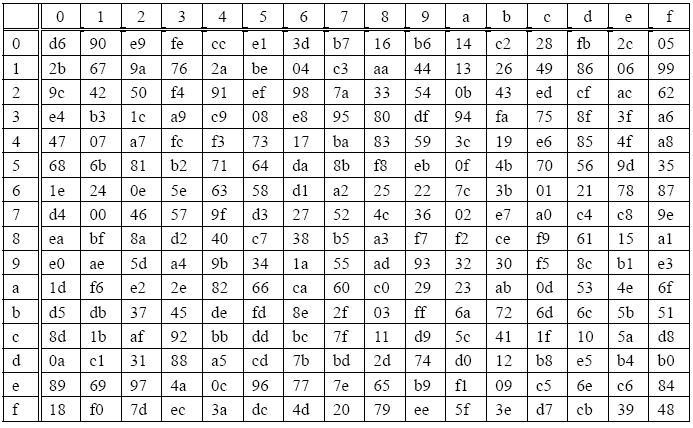 0 1 2 3 4 5 6 7 8 9 a b c d e f
0 d6 90 e9 fe cc e1 3d b7 16 b6 14 c2 28 fb 2c 05
1 2b 67 9a 76 2a be 04 c3 aa 44 13 26 49 86 06 99
2 9c 42 50 f4 91 ef 98 7a 33 54 0b 43 ed cf ac 62
3 e4 b3 1c a9 c9 08 e8 95 80 df 94 fa 75 8f 3f a6
4 47 07 a7 fc f3 73 17 ba 83 59 3c 19 e6 85 4f a8
5 68 6b 81 b2 71 64 da 8b f8 eb 0f 4b 70 56 9d 35
6 1e 24 0e 5e 63 58 d1 a2 25 22 7c 3b 01 21 78 87
7 d4 00 46 57 9f d3 27 52 4c 36 02 e7 a0 c4 c8 9e
8 ea bf 8a d2 40 c7 38 b5 a3 f7 f2 ce f9 61 15 a1
9 e0 ae 5d a4 9b 34 1a 55 ad 93 32 30 f5 8c b1 e3
a 1d f6 e2 2e 82 66 ca 60 c0 29 23 ab 0d 53 4e 6f
b d5 db 37 45 de fd 8e 2f 03 ff 6a 72 6d 6c 5b 51
c 8d 1b af 92 bb dd bc 7f 11 d9 5c 41 1f 10 5a d8
d 0a c1 31 88 a5 cd 7b bd 2d 74 d0 12 b8 e5 b4 b0
e 89 69 97 4a 0c 96 77 7e 65 b9 f1 09 c5 6e c6 84
f 18 f0 7d ec 3a dc 4d 20 79 ee 5f 3e d7 cb 39 48